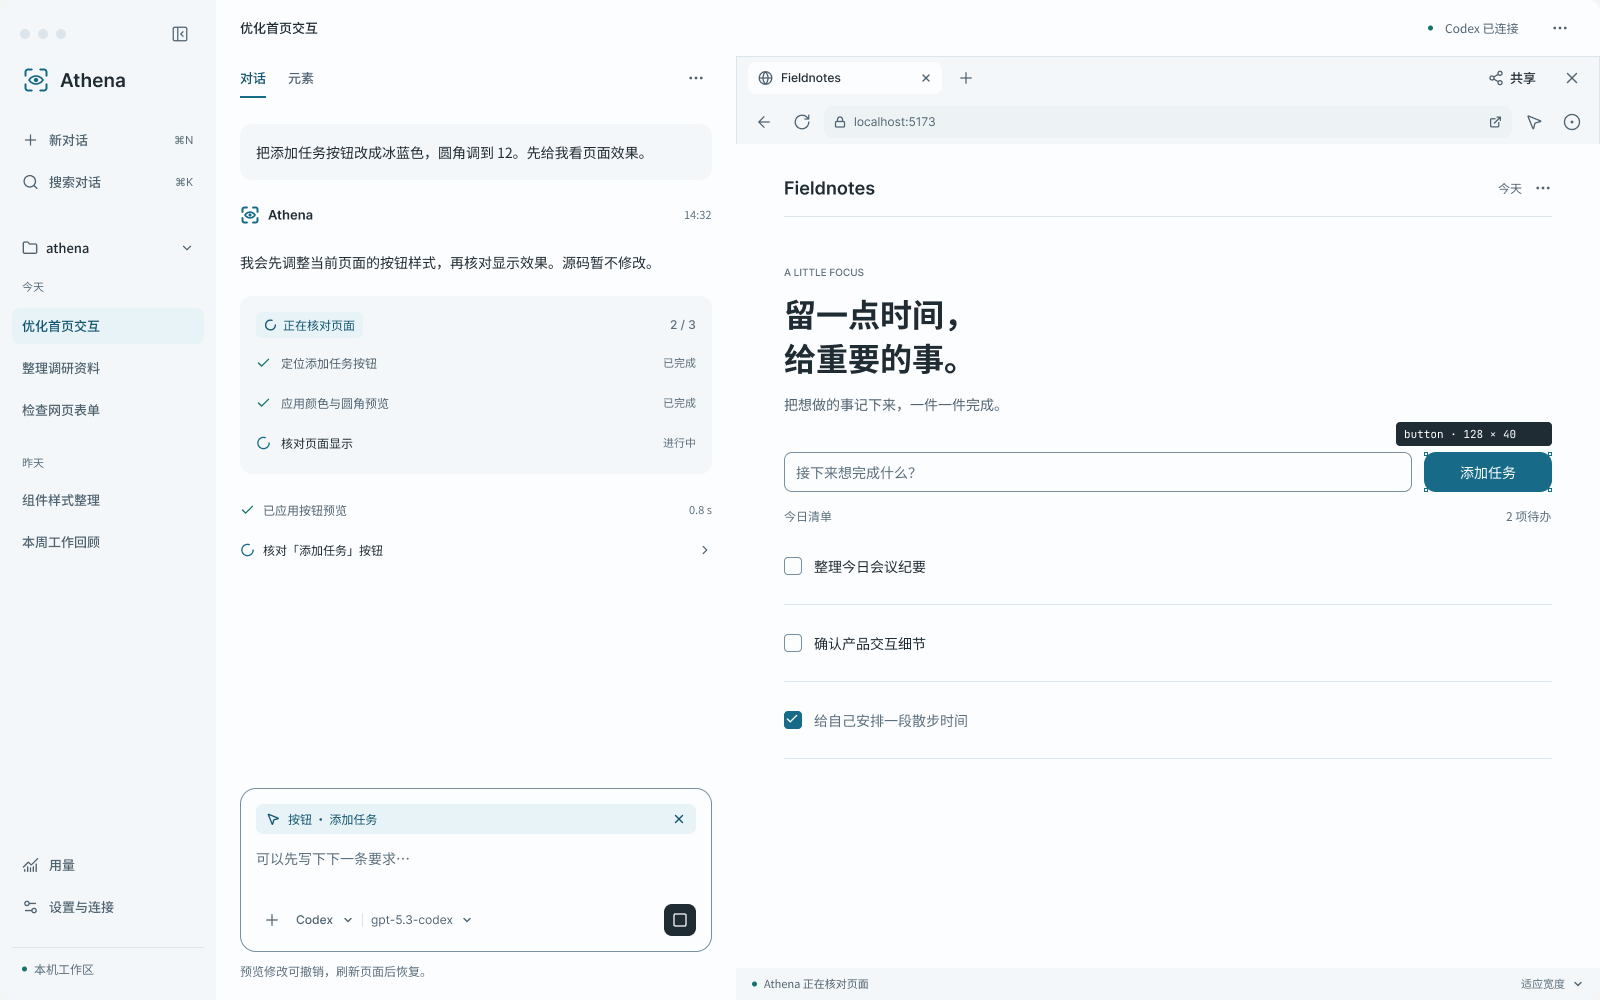 Athena
新对话 ⌘N
搜索对话 ⌘K
athena
今天
优化首页交互
整理调研资料
检查网页表单
昨天
组件样式整理
本周工作回顾
用量
设置与连接
本机工作区
优化首页交互
Codex 已连接
对话 元素
把添加任务按钮改成冰蓝色，圆角调到 12。先给我看页面效果。
Athena 14:32
我会先调整当前页面的按钮样式，再核对显示效果。源码暂不修改。
正在核对页面 2 / 3
定位添加任务按钮 已完成
应用颜色与圆角预览 已完成
核对页面显示 进行中
已应用按钮预览 0.8 s
核对「添加任务」按钮
按钮 · 添加任务
可以先写下下一条要求…
Codex gpt-5.3-codex
预览修改可撤销，刷新页面后恢复。
Fieldnotes
共享
localhost:5173
Fieldnotes 今天
A LITTLE FOCUS
留一点时间，
给重要的事。
把想做的事记下来，一件一件完成。
button · 128 × 40
接下来想完成什么？ 添加任务
今日清单 2 项待办
整理今日会议纪要
确认产品交互细节
给自己安排一段散步时间
Athena 正在核对页面 适应宽度